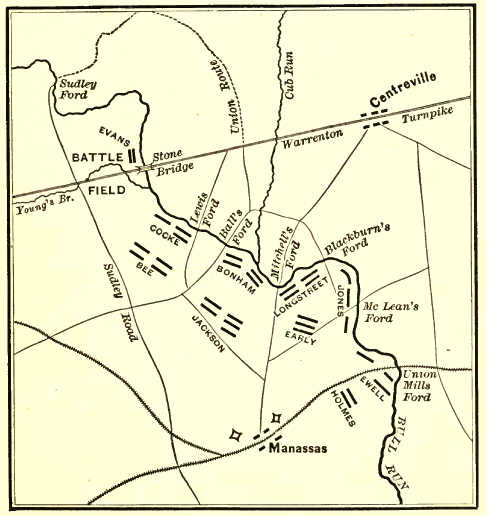 Sudley
Ford
Union Route
Cub Run
Centreville
Warrenton
Turnpike
EVANS
BATTLE
FIELD
Stone
Bridge
Young's Br.
Lewis
Ford
Ball's
Ford
Mitchell's
Ford
Blackburn's
Ford
COCKE
BEE
BONHAM
LONGSTREET
JONES
Mc Lean's
Ford
Sudley
Road
JACKSON
EARLY
EWELL
Union
Mills
Ford
HOLMES
Manassas
BULL RUN